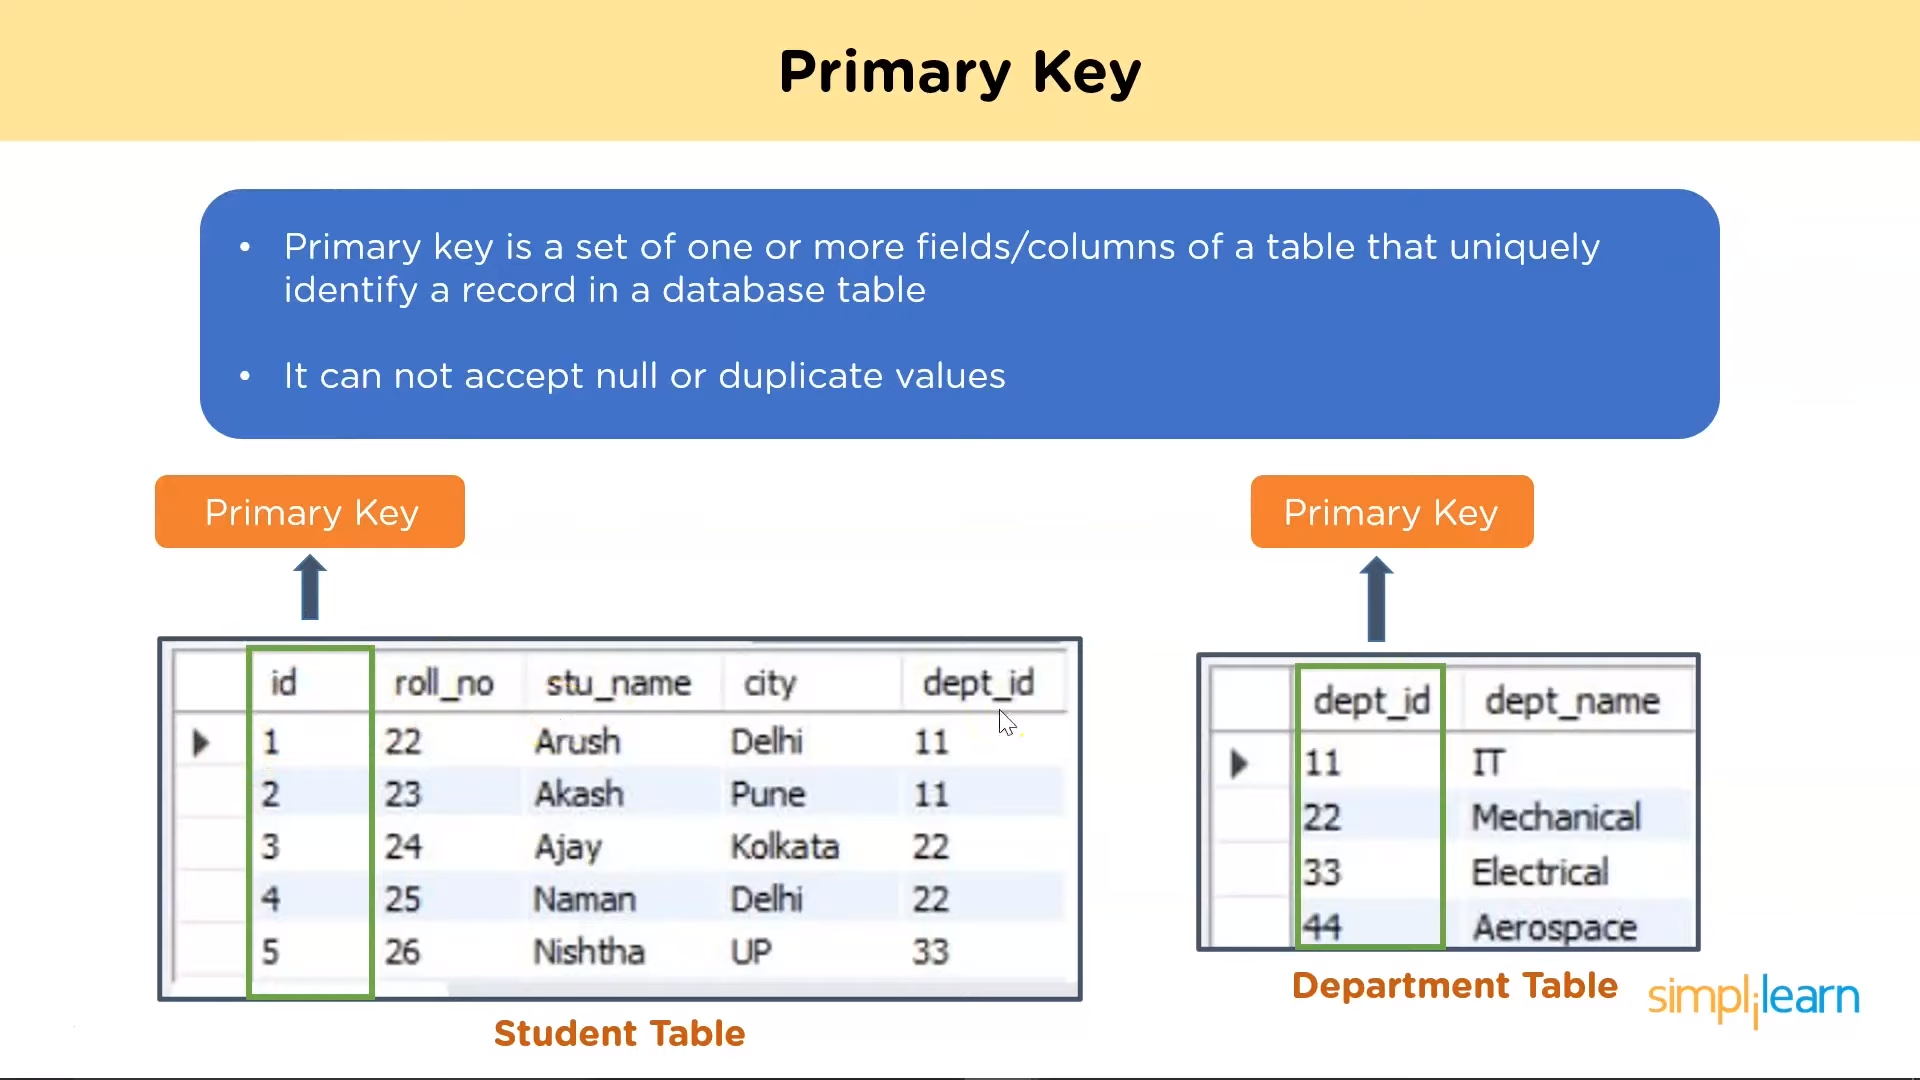 Primary Key
• Primary key is a set of one or more fields/columns of a table that uniquely
identify a record in a database table
• It can not accept null or duplicate values
Primary Key
Primary Key
id roll_no stu_name city dept_id
1 22 Arush Delhi 11
2 23 Akash Pune 11
3 24 Ajay Kolkata 22
4 25 Naman Delhi 22
5 26 Nishtha UP 33
Student Table
dept_id dept_name
11 IT
22 Mechanical
33 Electrical
44 Aerospace
Department Table
simplilearn